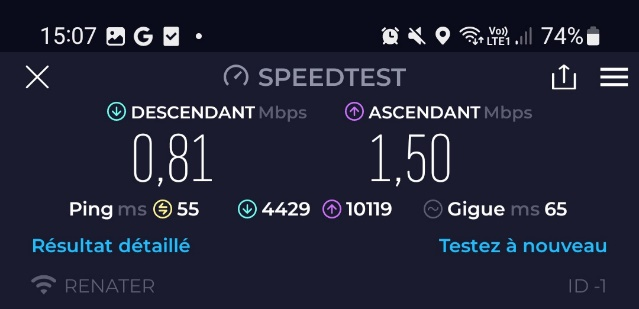 15:07 Vo)) LTE1 74%
SPEEDTEST
DESCENDANT Mbps ASCENDANT Mbps
0,81 1,50
Ping ms 55 4429 10119 Gigue ms 65
Résultat détaillé Testez à nouveau
RENATER ID -1